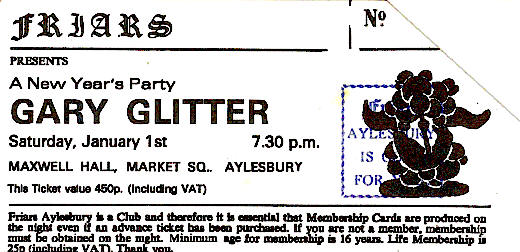 FRIARS
Nº
PRESENTS
A New Year's Party
GARY GLITTER
Saturday, January 1st 7.30 p.m.
MAXWELL HALL, MARKET SQ.. AYLESBURY
This Ticket value 450p. (including VAT)
AYLESBURY
IS
FOR
Friars Aylesbury is a Club and therefore it is essential that Membership Cards are produced on
the night even if an advance ticket has been purchased. If you are not a member, membership
must be obtained on the night. Minimum age for membership is 16 years. Life Membership is
25p (including VAT). Thank you.